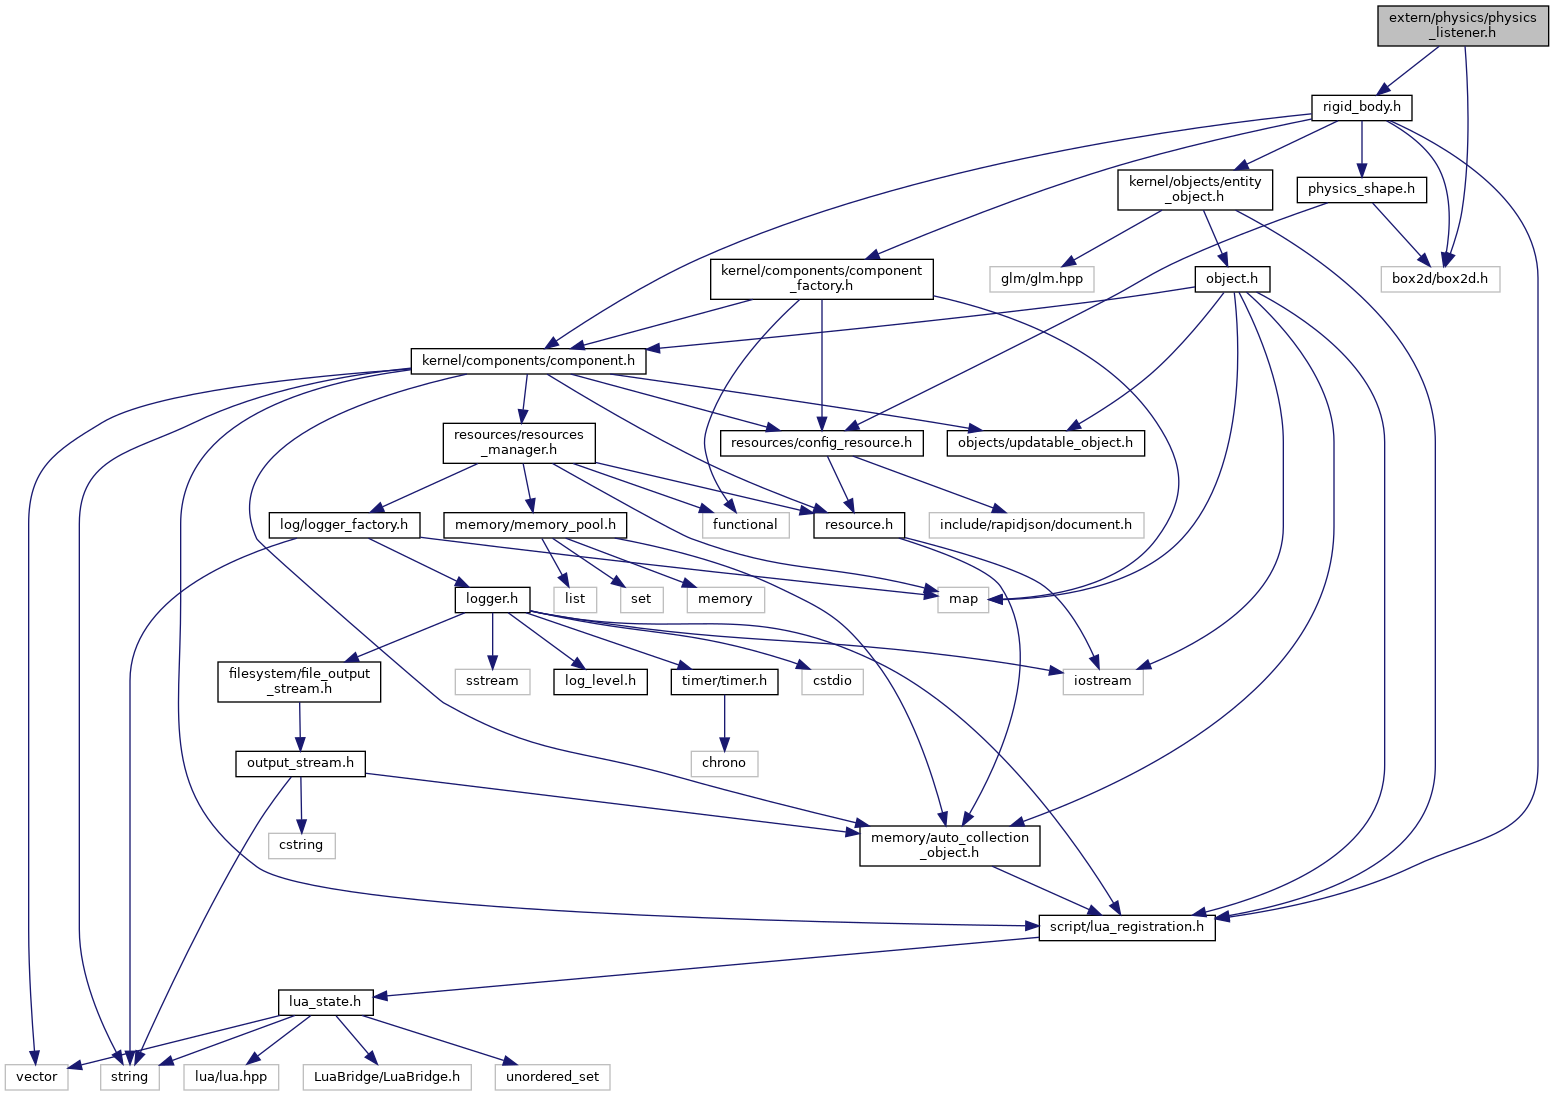 extern/physics/physics
_listener.h
rigid_body.h
kernel/objects/entity
_object.h
physics_shape.h
kernel/components/component
_factory.h
glm/glm.hpp
object.h
box2d/box2d.h
kernel/components/component.h
resources/resources
_manager.h
resources/config_resource.h
objects/updatable_object.h
log/logger_factory.h
memory/memory_pool.h
functional
resource.h
include/rapidjson/document.h
logger.h
list
set
memory
map
filesystem/file_output
_stream.h
sstream
log_level.h
timer/timer.h
cstdio
iostream
output_stream.h
chrono
cstring
memory/auto_collection
_object.h
script/lua_registration.h
lua_state.h
vector
string
lua/lua.hpp
LuaBridge/LuaBridge.h
unordered_set